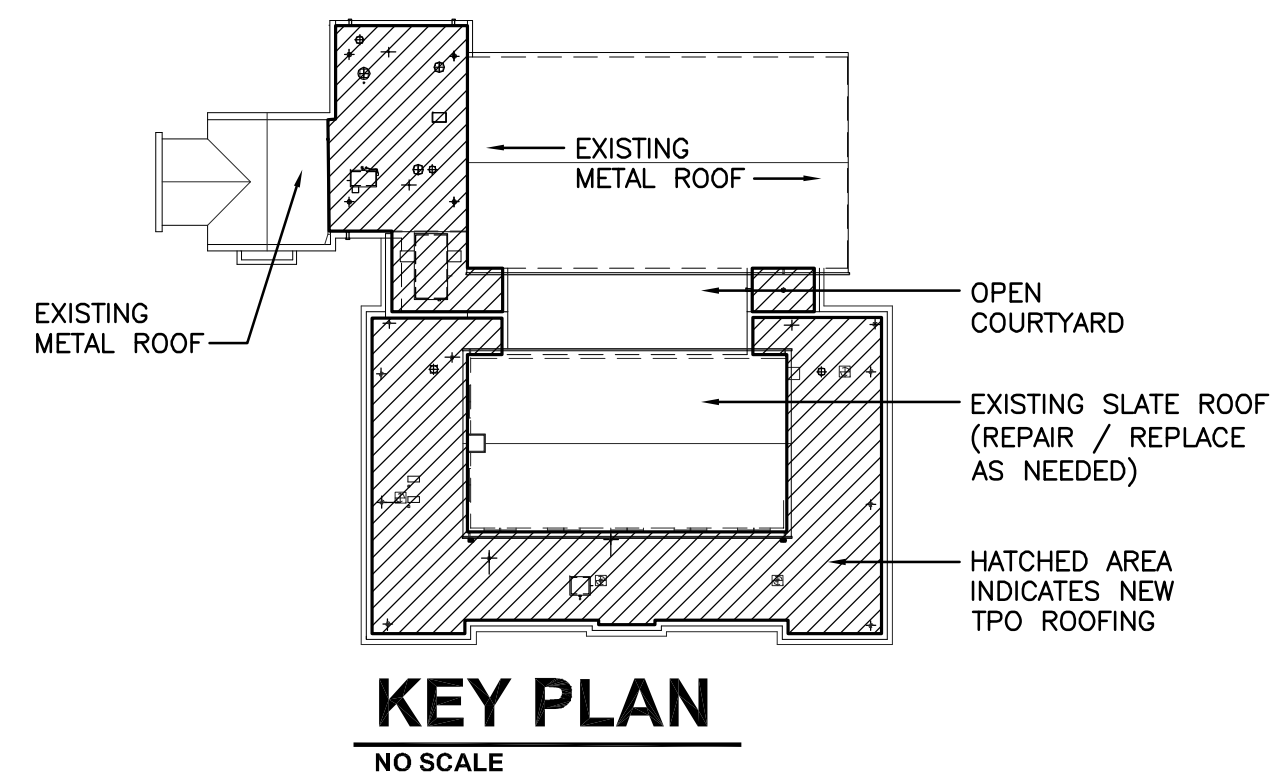 EXISTING
METAL ROOF
EXISTING
METAL ROOF
OPEN
COURTYARD
EXISTING SLATE ROOF
(REPAIR / REPLACE
AS NEEDED)
HATCHED AREA
INDICATES NEW
TPO ROOFING
KEY PLAN
NO SCALE